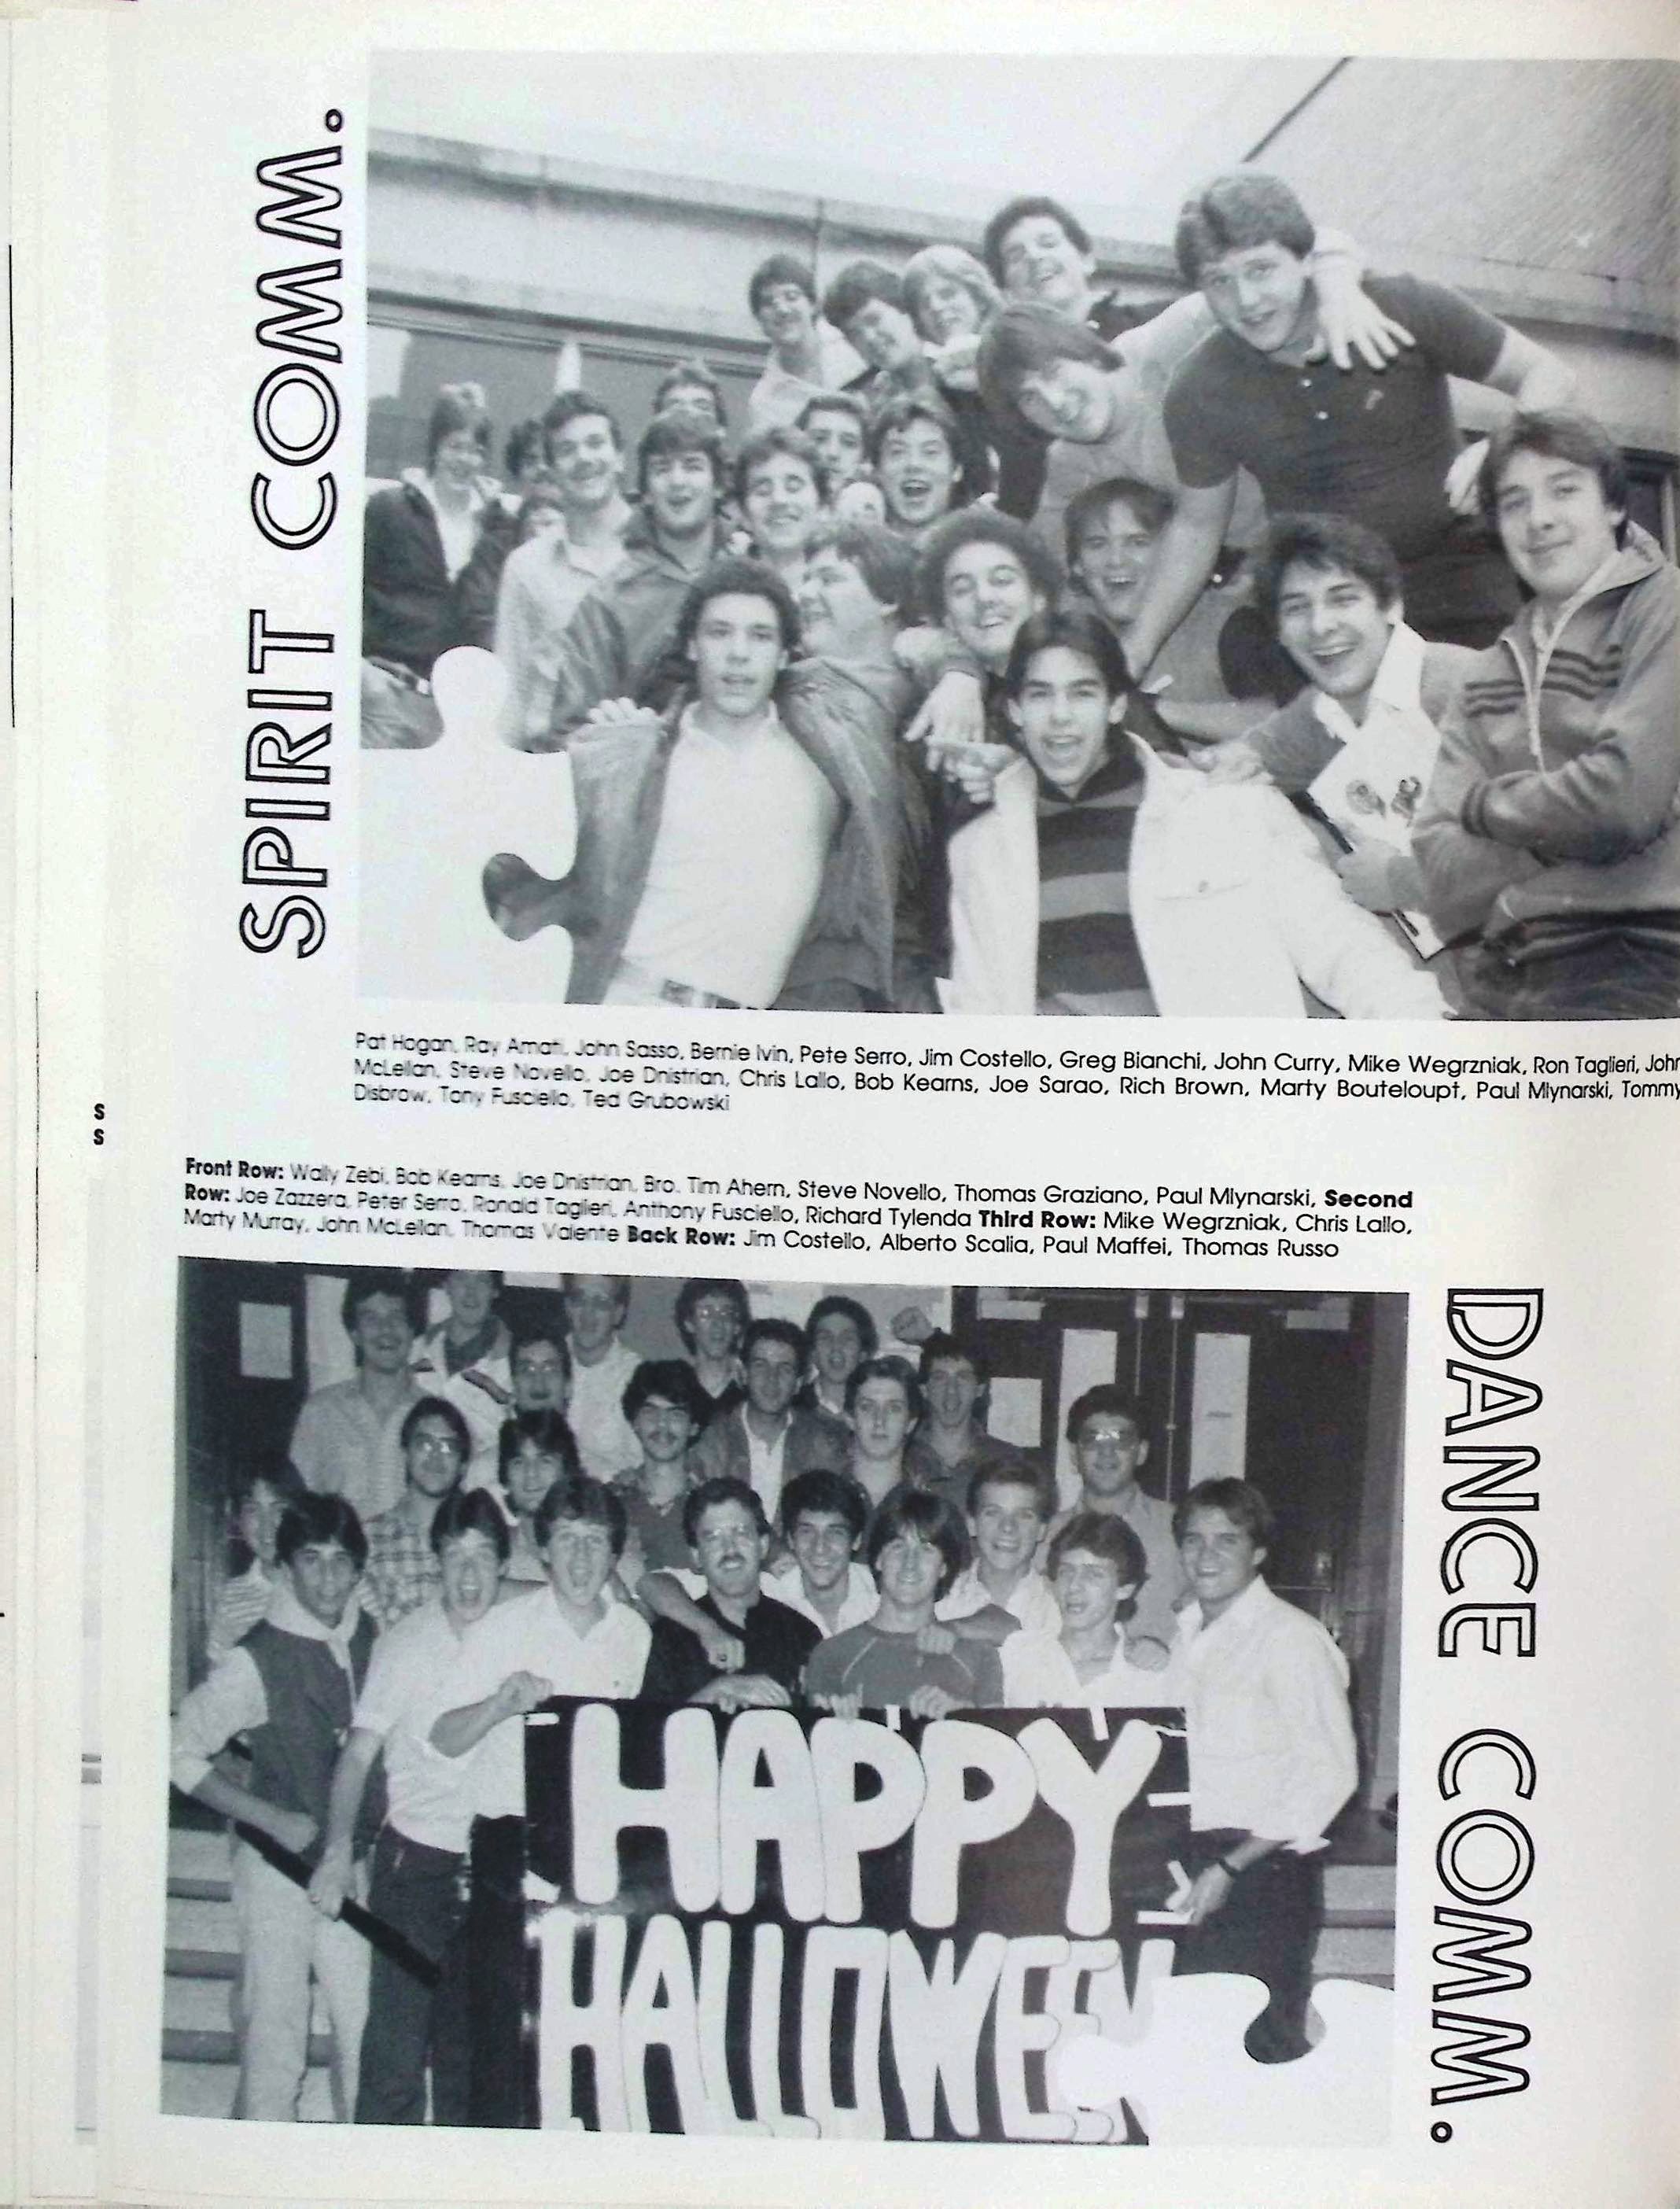 SPIRIT COMM.
Pat Hogan, Ray Amati, John Sasso, Bernie Ivin, Pete Serro, Jim Costello, Greg Bianchi, John Curry, Mike Wegrzniak, Ron Taglieri, John
McLellan, Steve Novello, Joe Dnistrian, Chris Lallo, Bob Kearns, Joe Sarao, Rich Brown, Marty Bouteloupt, Paul Mlynarski, Tommy
Disbrow, Tony Fusciello, Ted Grubowski
S
S
Front Row: Wally Zebi, Bob Kearns, Joe Dnistrian, Bro. Tim Ahern, Steve Novello, Thomas Graziano, Paul Mlynarski, Second
Row: Joe Zazzera, Peter Serro, Ronald Taglieri, Anthony Fusciello, Richard Tylenda Third Row: Mike Wegrzniak, Chris Lallo,
Marty Murray, John McLellan, Thomas Valente Back Row: Jim Costello, Alberto Scalia, Paul Maffei, Thomas Russo
DANCE COMM.
HAPPY
HALLOWEEN